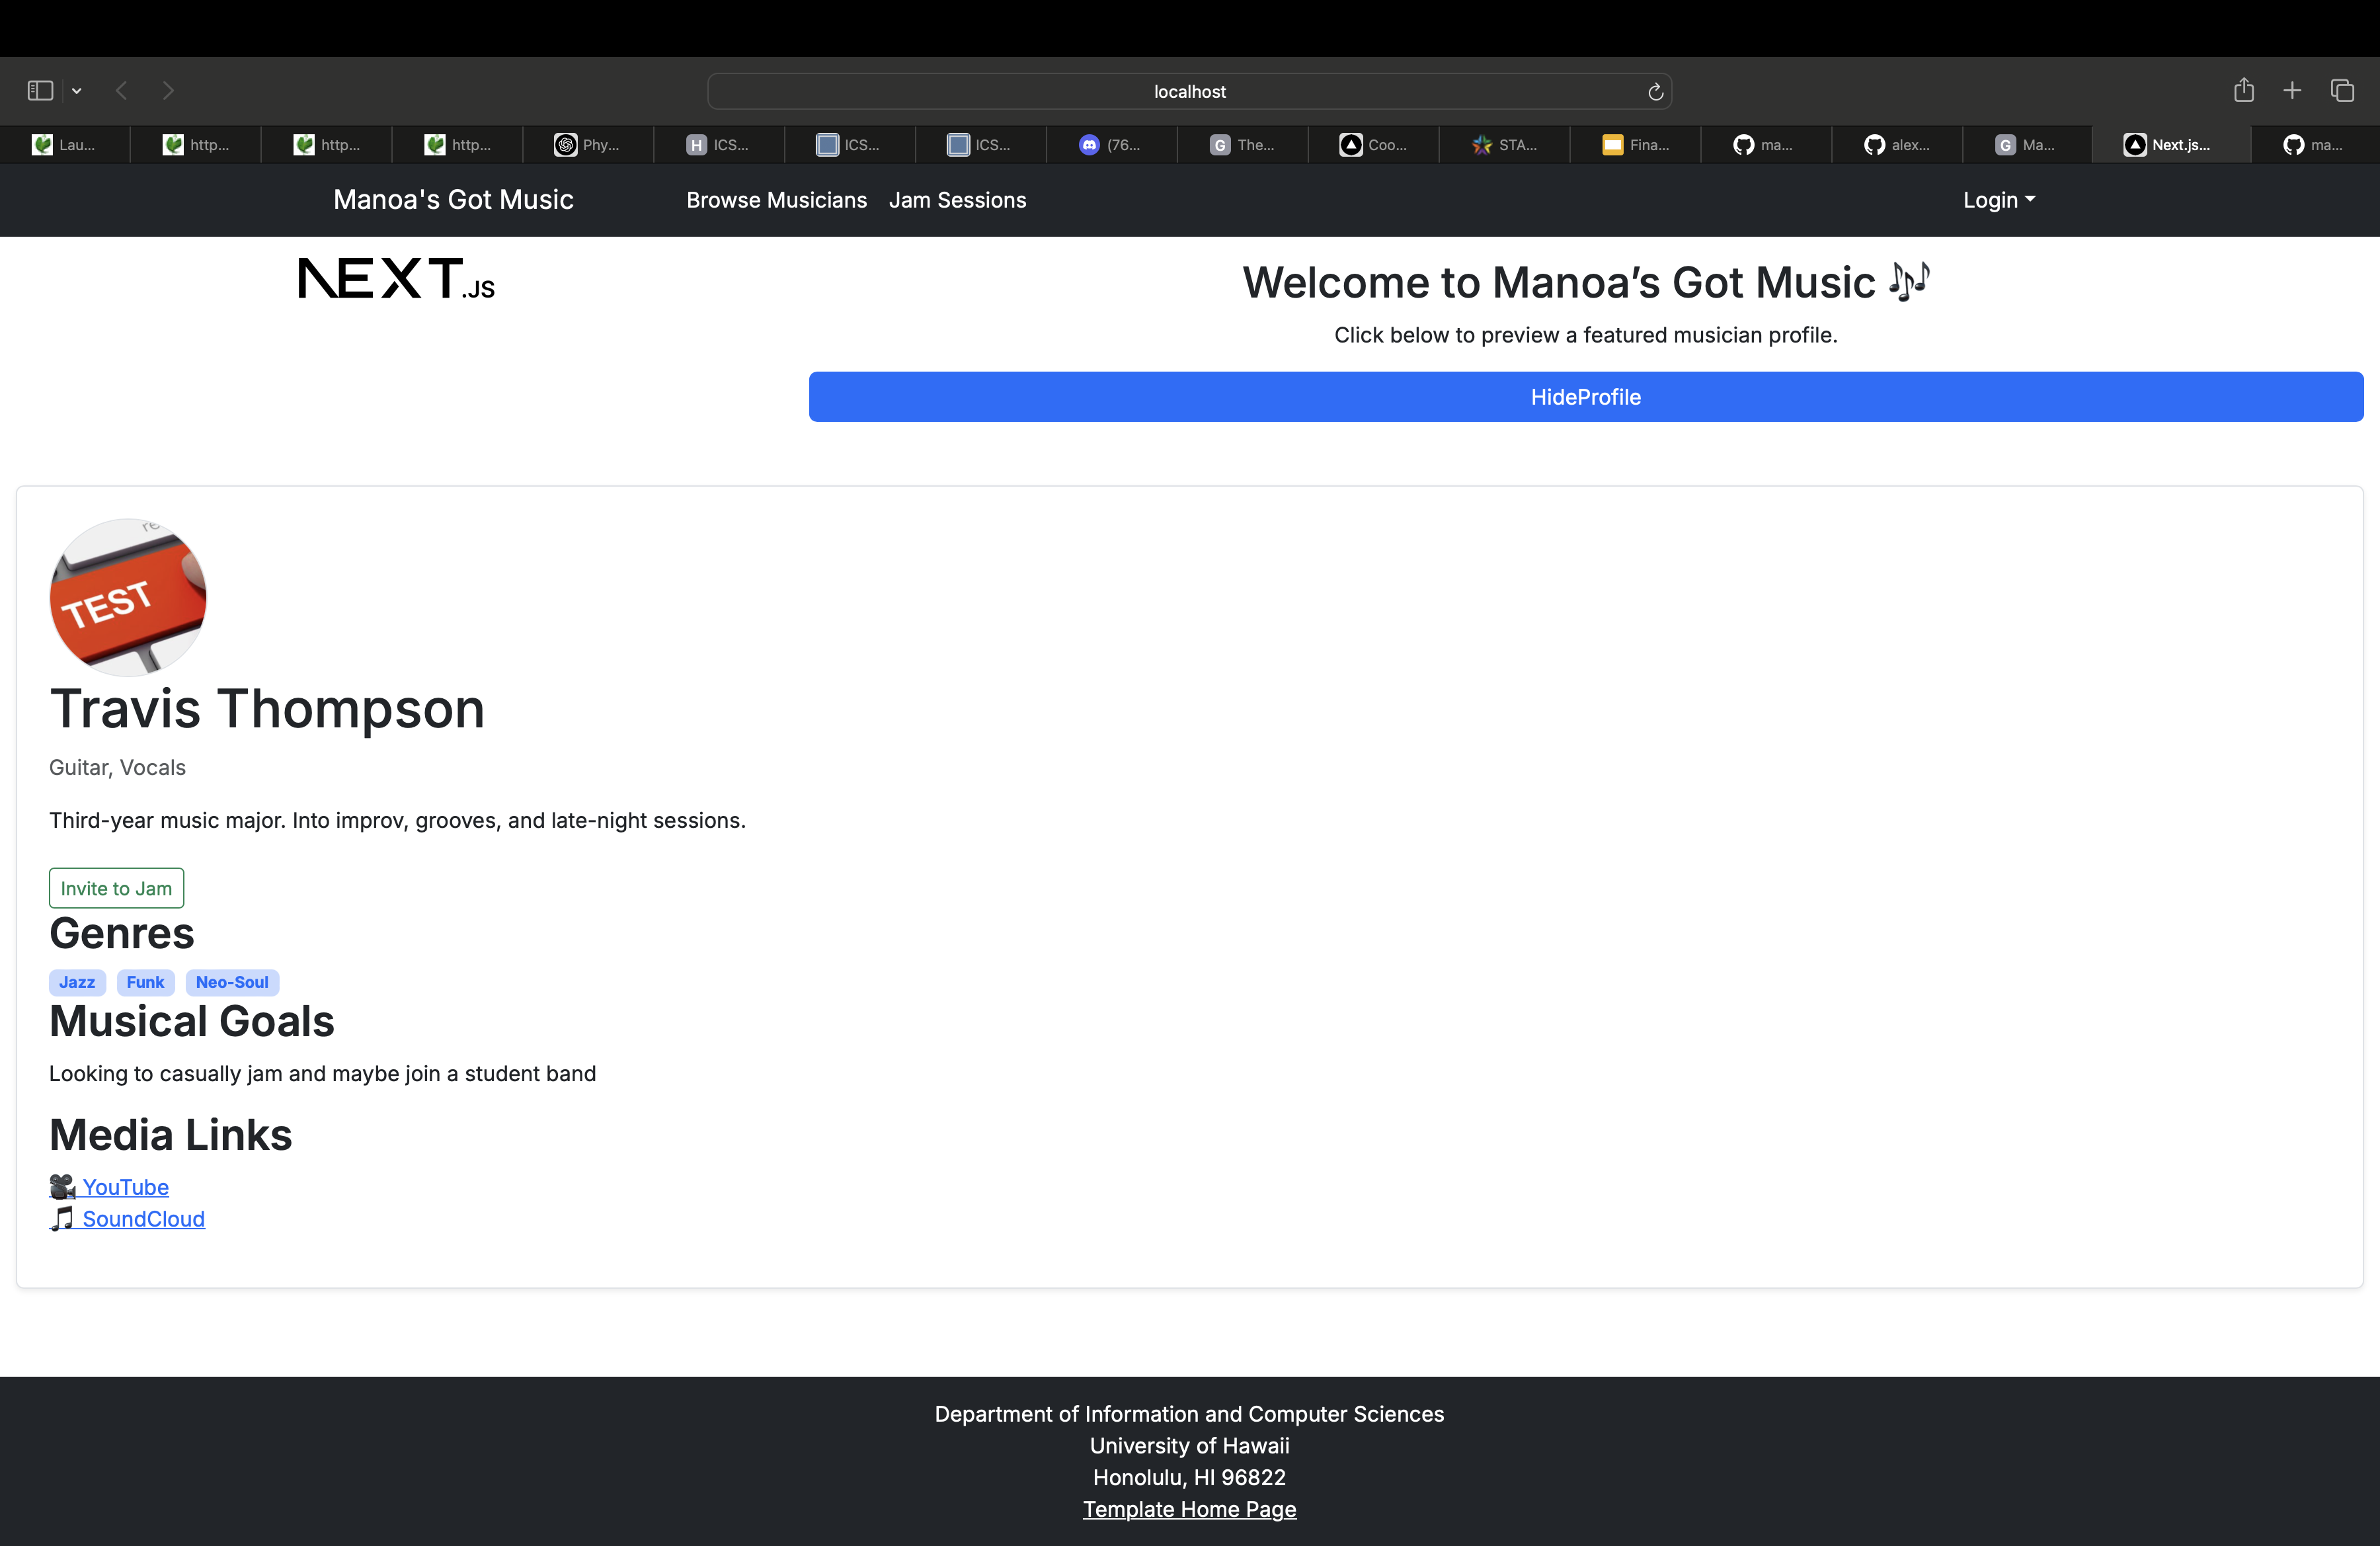 localhost
Lau...
http...
http...
http...
Phy...
H ICS...
ICS...
ICS...
(76...
G The...
Coo...
STA...
Fina...
ma...
alex...
G Ma...
Next.js...
ma...
Manoa's Got Music
Browse Musicians
Jam Sessions
Login
NEXT.JS
Welcome to Manoa’s Got Music 🎶
Click below to preview a featured musician profile.
HideProfile
re
TEST
Travis Thompson
Guitar, Vocals
Third-year music major. Into improv, grooves, and late-night sessions.
Invite to Jam
Genres
Jazz Funk Neo-Soul
Musical Goals
Looking to casually jam and maybe join a student band
Media Links
🎥 YouTube
🎵 SoundCloud
Department of Information and Computer Sciences
University of Hawaii
Honolulu, HI 96822
Template Home Page